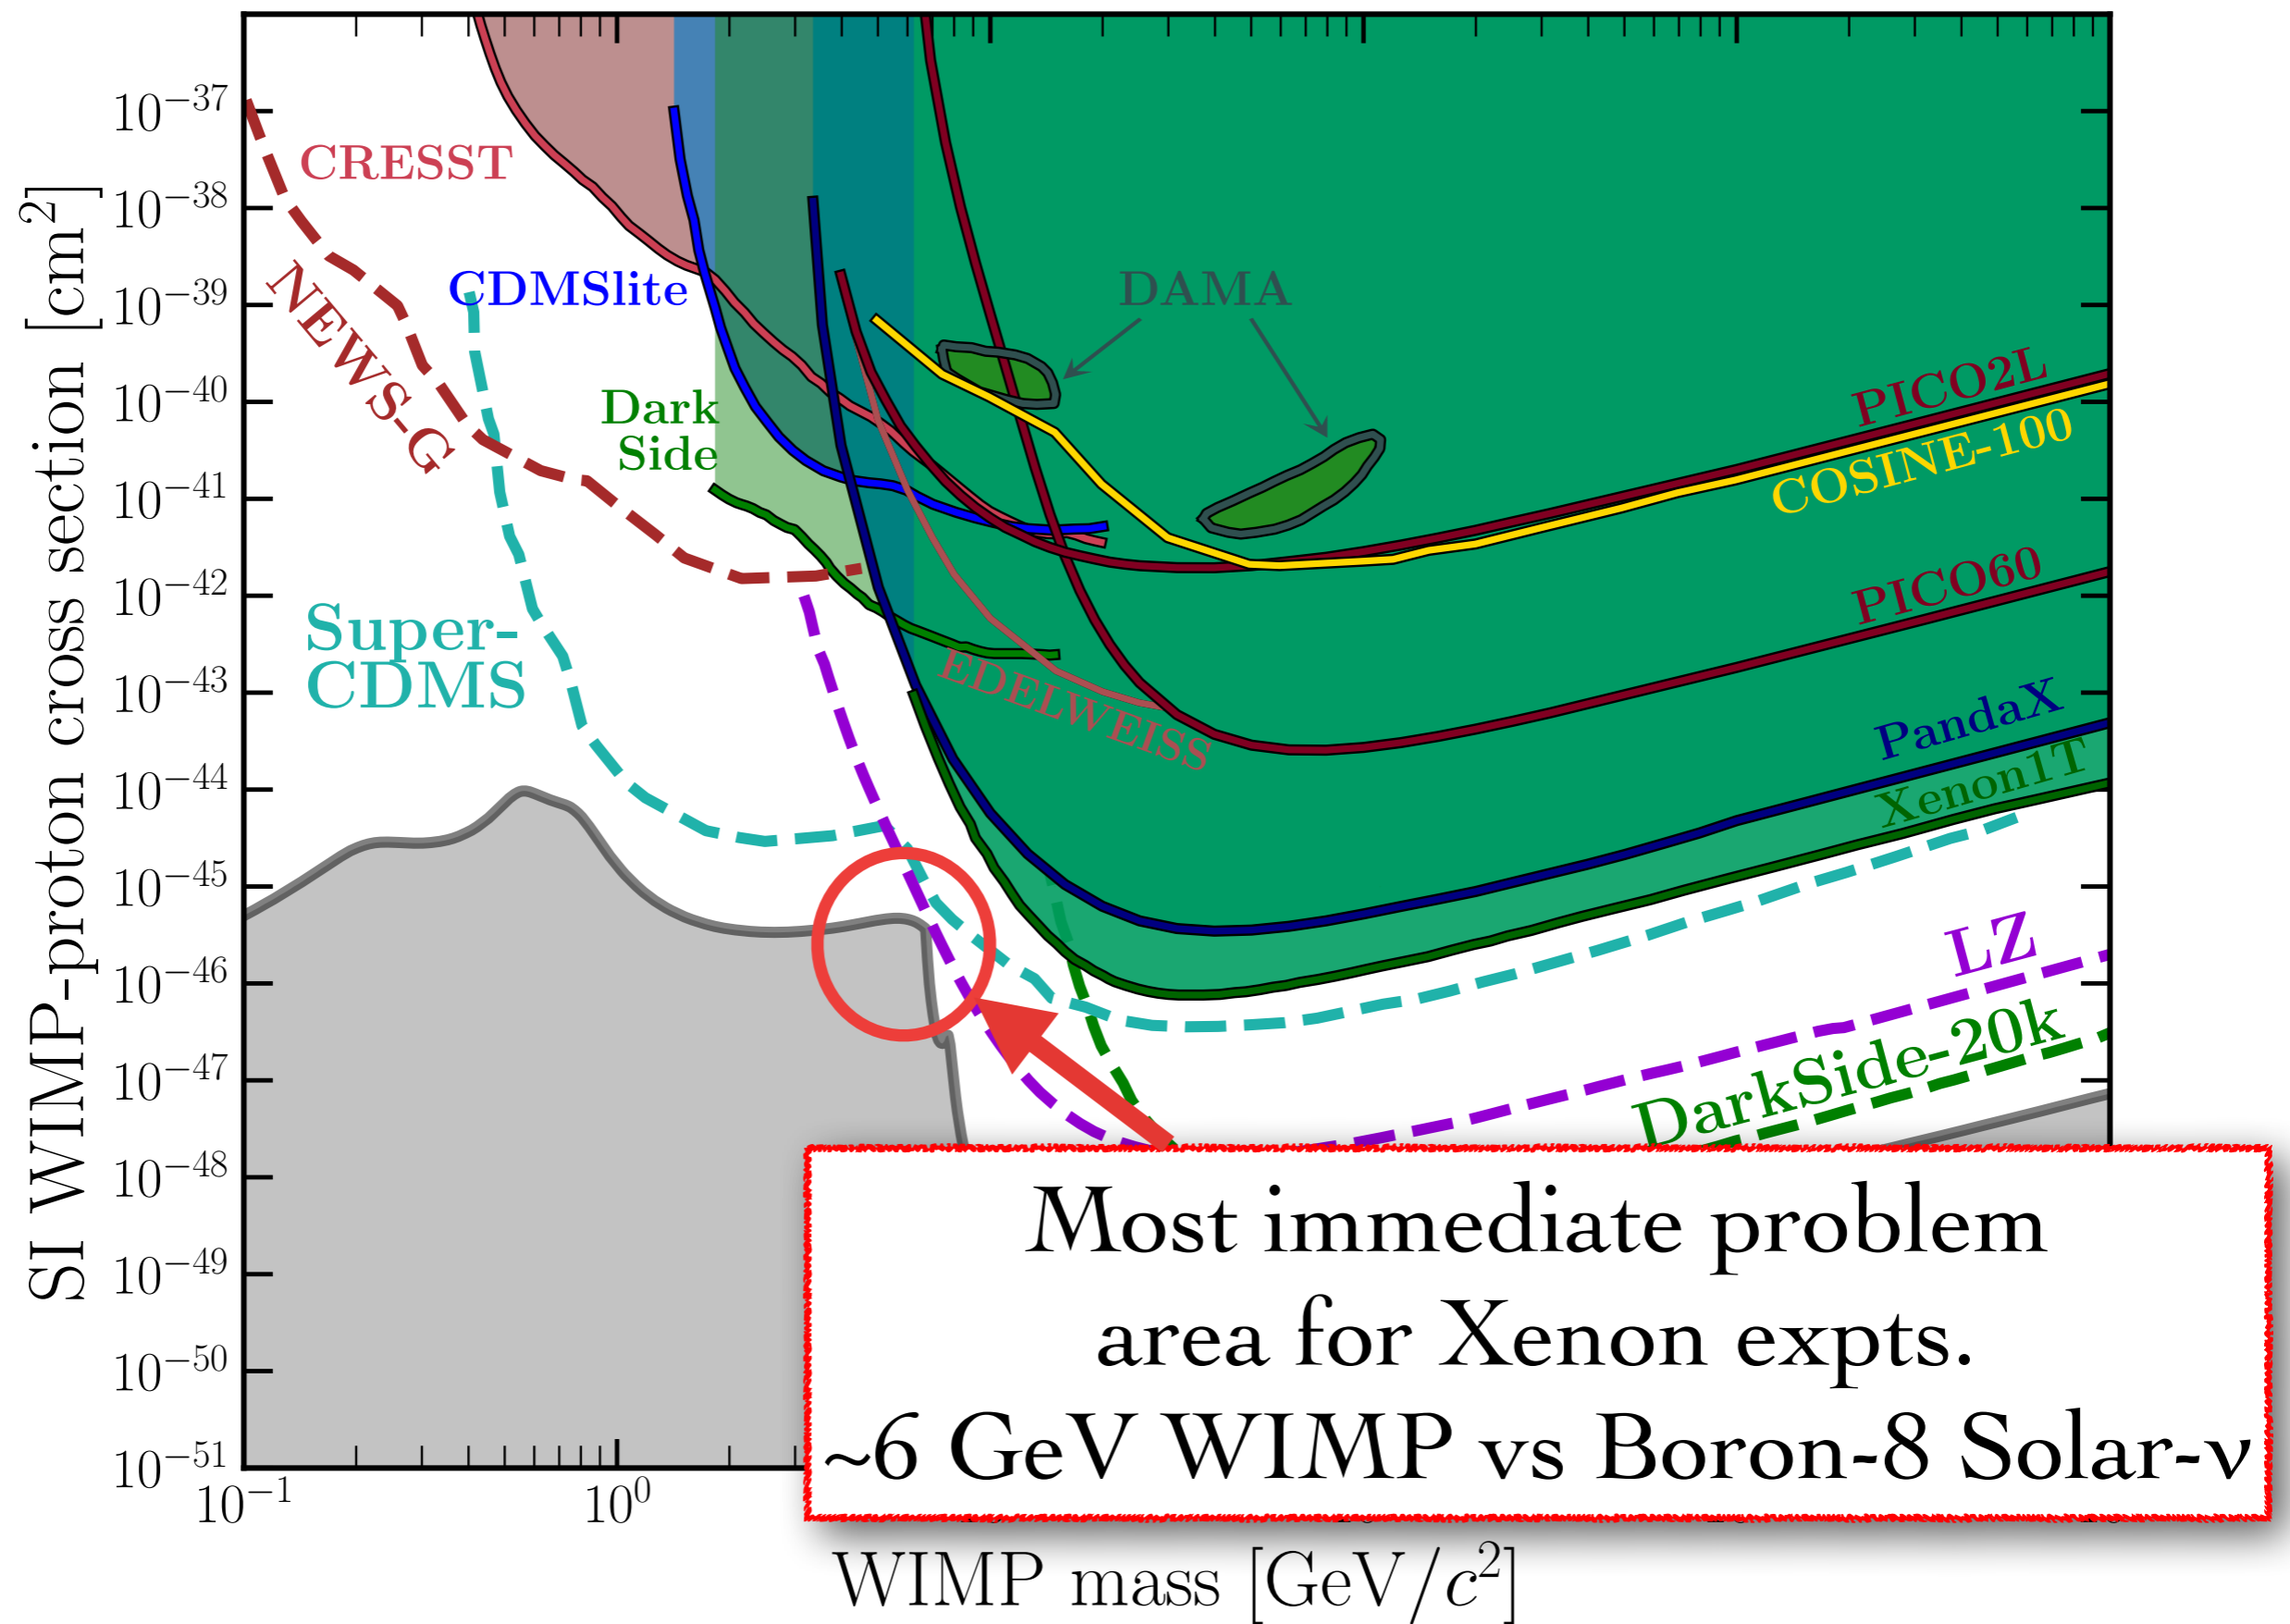 SI WIMP-proton cross section [cm²]
10⁻³⁷
10⁻³⁸
10⁻³⁹
10⁻⁴⁰
10⁻⁴¹
10⁻⁴²
10⁻⁴³
10⁻⁴⁴
10⁻⁴⁵
10⁻⁴⁶
10⁻⁴⁷
10⁻⁴⁸
10⁻⁴⁹
10⁻⁵⁰
10⁻⁵¹
CRESST
NEWS-G
CDMSlite
Dark
Side
DAMA
PICO2L
COSINE-100
PICO60
Super-
CDMS
EDELWEISS
PandaX
Xenon1T
LZ
DarkSide-20k
Most immediate problem
area for Xenon expts.
~6 GeV WIMP vs Boron-8 Solar-ν
10⁻¹
10⁰
WIMP mass [GeV/c²]